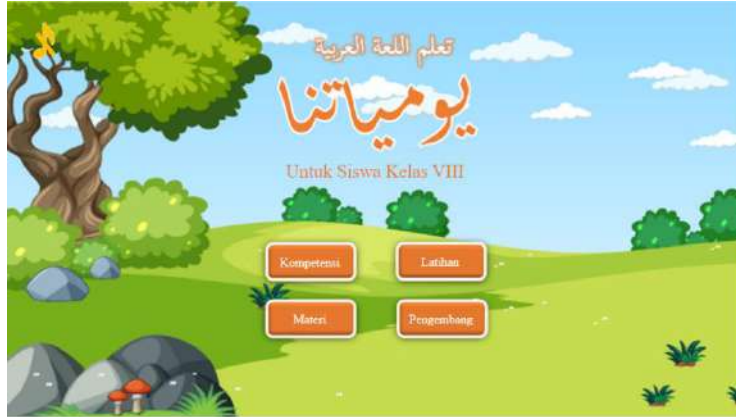 تعلم اللغة العربية
يومياتنا
Untuk Siswa Kelas VIII
Kompetensi
Latihan
Materi
Pengembang